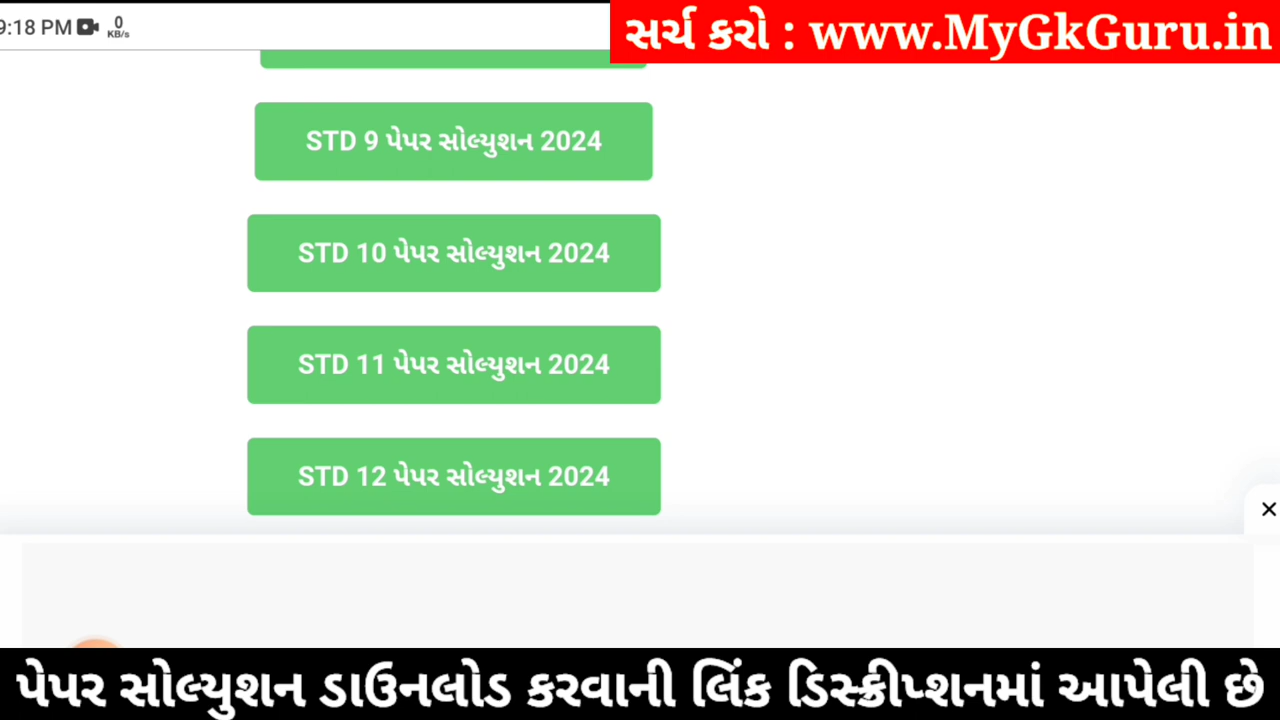 9:18 PM 0 KB/s
સર્ચ કરો : www.MyGkGuru.in
STD 9 પેપર સોલ્યુશન 2024
STD 10 પેપર સોલ્યુશન 2024
STD 11 પેપર સોલ્યુશન 2024
STD 12 પેપર સોલ્યુશન 2024
પેપર સોલ્યુશન ડાઉનલોડ કરવાની લિંક ડિસ્ક્રીપ્શનમાં આપેલી છે